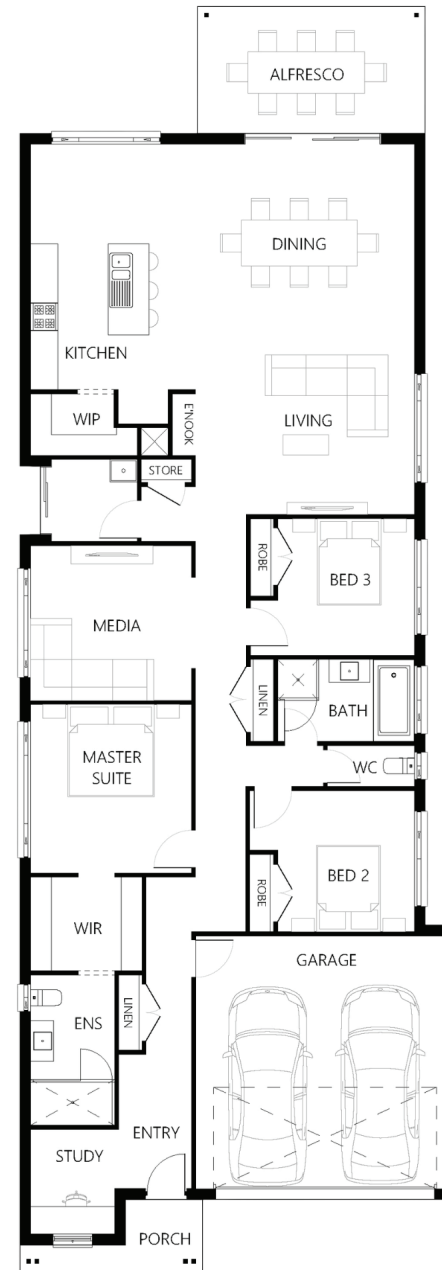 ALFRESCO
DINING
KITCHEN
WIP
E'NOOK
LIVING
STORE
ROBE
BED 3
MEDIA
LINEN
BATH
WC
MASTER
SUITE
BED 2
ROBE
WIR
GARAGE
LINEN
ENS
ENTRY
STUDY
PORCH